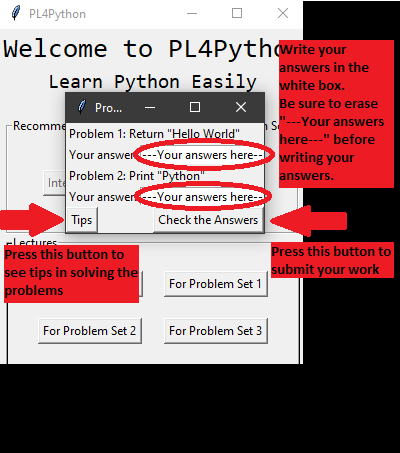 PL4Python
Welcome to PL4Pytho
Learn Python Easily
Write your
answers in the
white box.
Be sure to erase
"---Your answers
here---" before
writing your
answers.
Pro...
Recomme
Se
Problem 1: Return "Hello World"
Your answer:
---Your answers here--
Problem 2: Print "Python"
Your answer:
---Your answers here--
Inte
Tips
Check the Answers
Lectures
Press this button to
see tips in solving the
problems
Press this button to
submit your work
For Problem Set 1
For Problem Set 2
For Problem Set 3